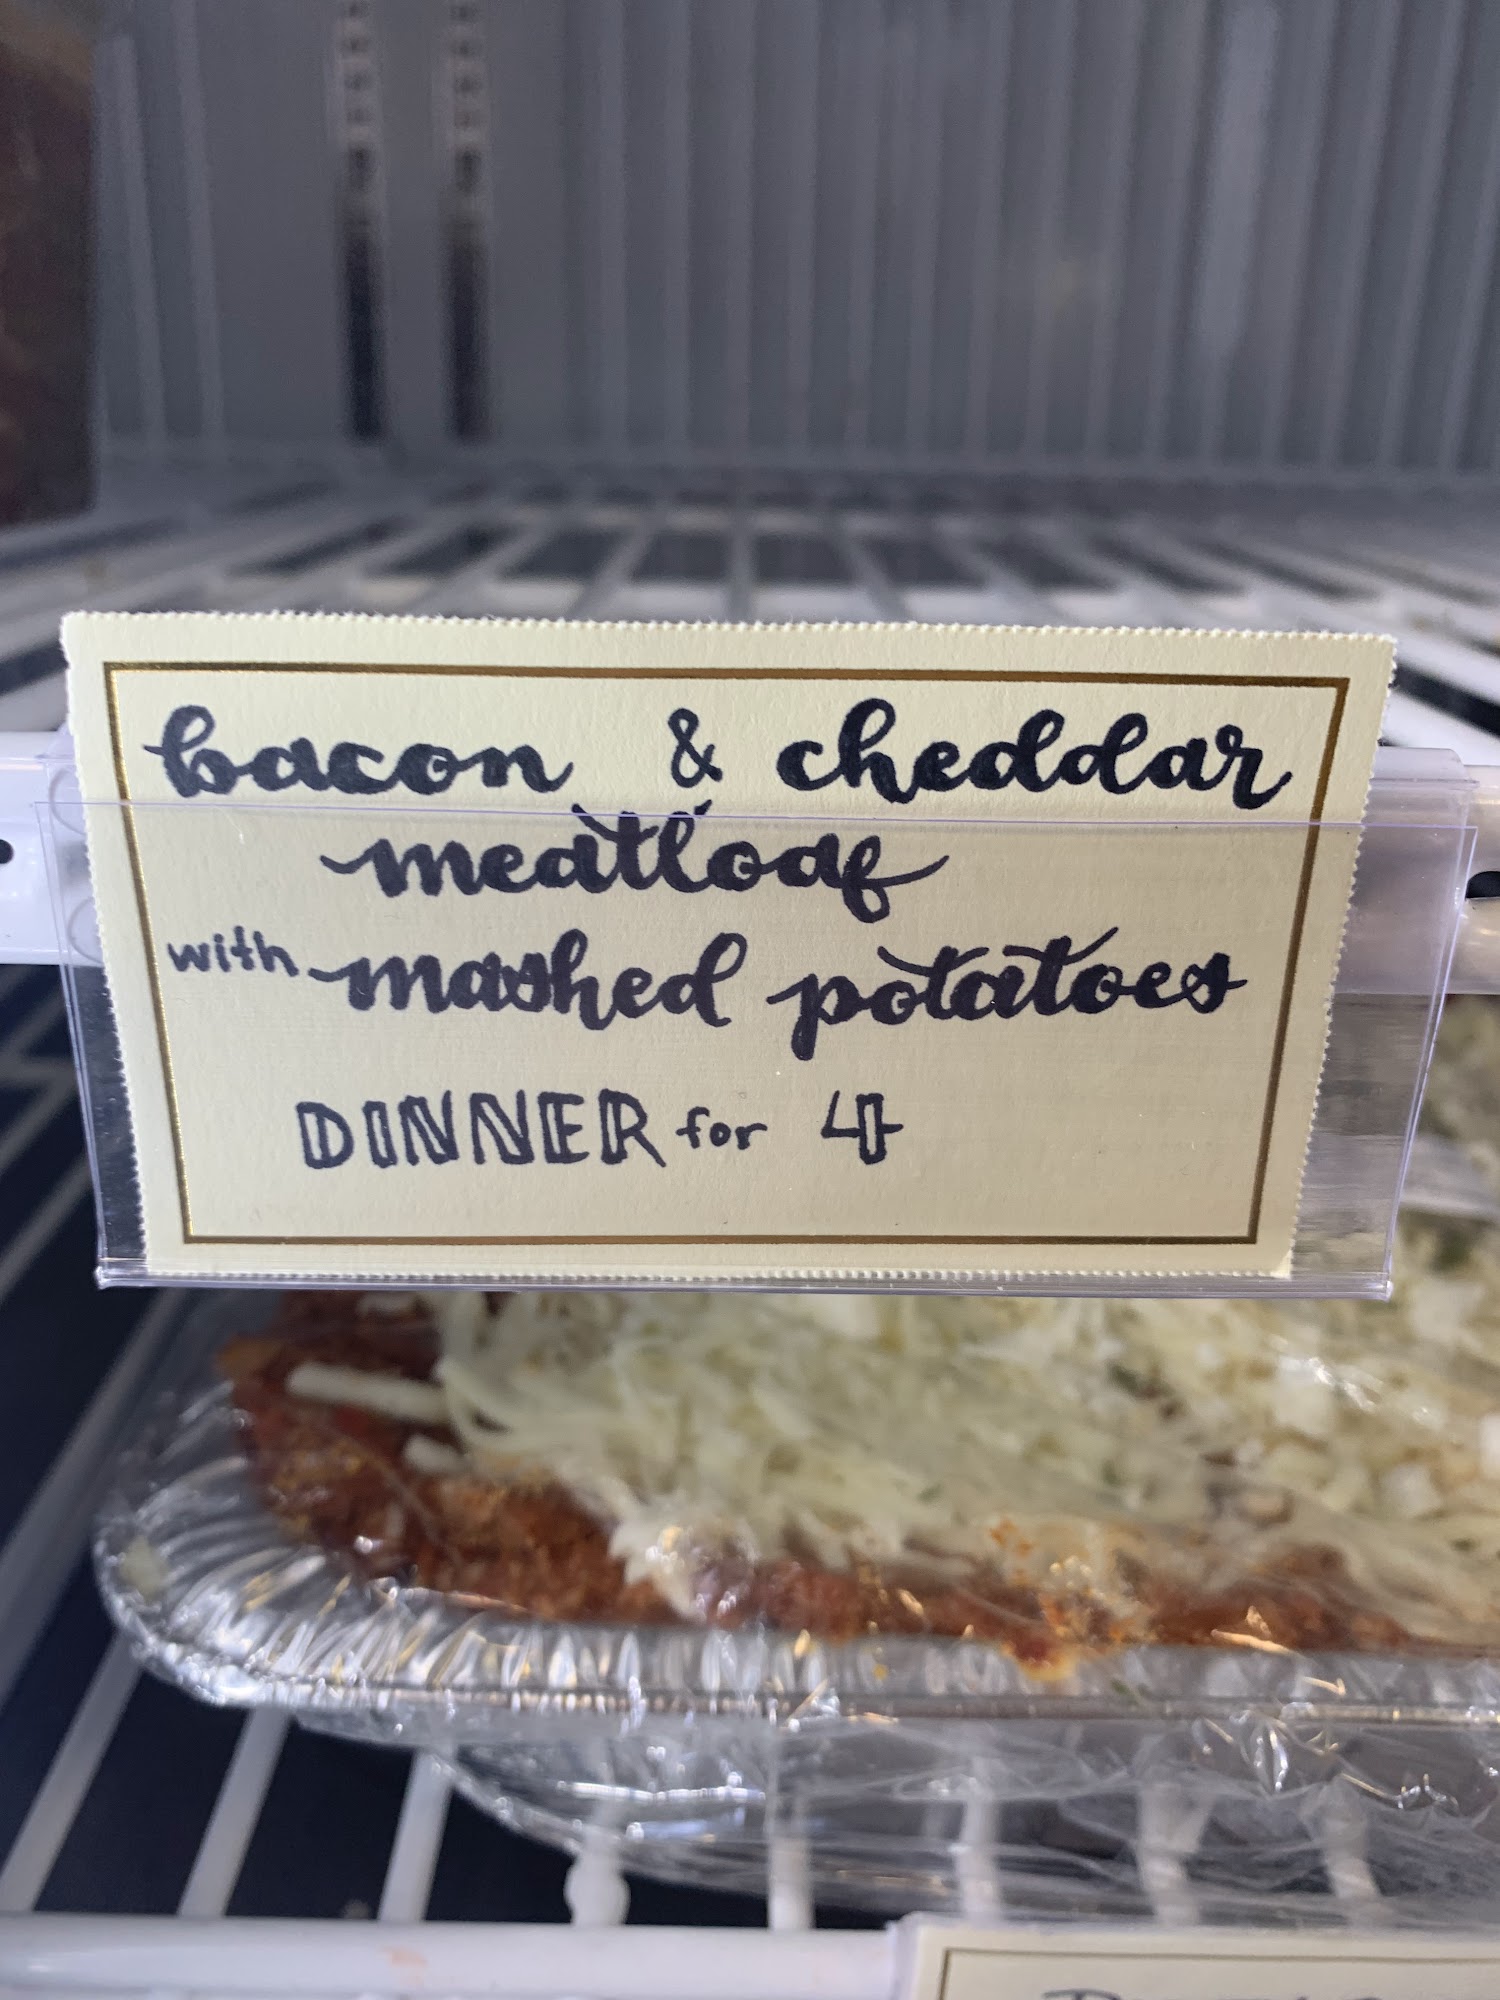 bacon & cheddar
meatloaf
with mashed potatoes
DINNER for 4